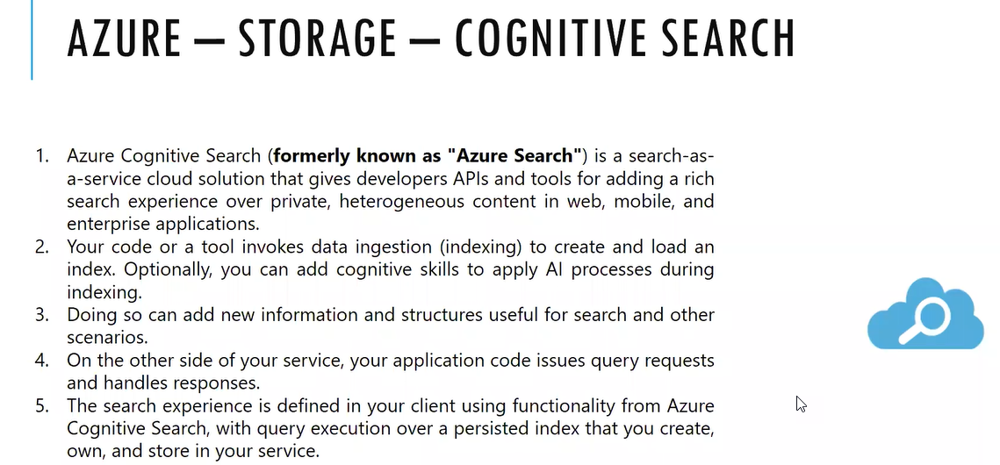 AZURE – STORAGE – COGNITIVE SEARCH
1. Azure Cognitive Search (formerly known as "Azure Search") is a search-as-
a-service cloud solution that gives developers APIs and tools for adding a rich
search experience over private, heterogeneous content in web, mobile, and
enterprise applications.
2. Your code or a tool invokes data ingestion (indexing) to create and load an
index. Optionally, you can add cognitive skills to apply AI processes during
indexing.
3. Doing so can add new information and structures useful for search and other
scenarios.
4. On the other side of your service, your application code issues query requests
and handles responses.
5. The search experience is defined in your client using functionality from Azure
Cognitive Search, with query execution over a persisted index that you create,
own, and store in your service.